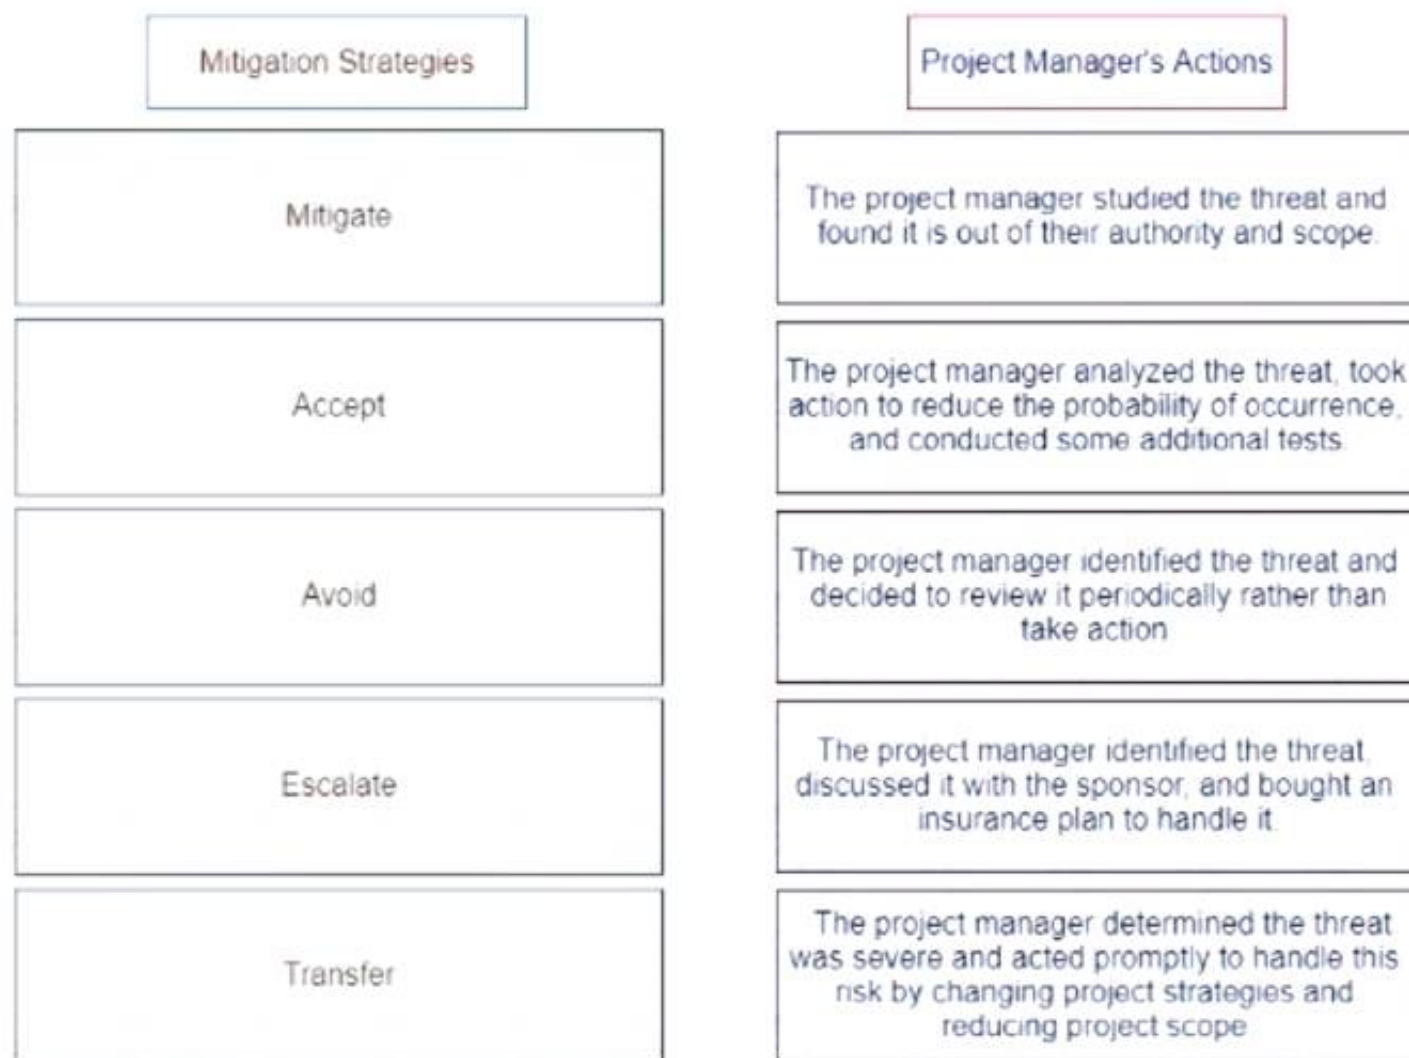 Mitigation Strategies
Project Manager's Actions
Mitigate
The project manager studied the threat and
found it is out of their authority and scope.
Accept
The project manager analyzed the threat, took
action to reduce the probability of occurrence,
and conducted some additional tests.
Avoid
The project manager identified the threat and
decided to review it periodically rather than
take action
Escalate
The project manager identified the threat,
discussed it with the sponsor, and bought an
insurance plan to handle it.
Transfer
The project manager determined the threat
was severe and acted promptly to handle this
risk by changing project strategies and
reducing project scope